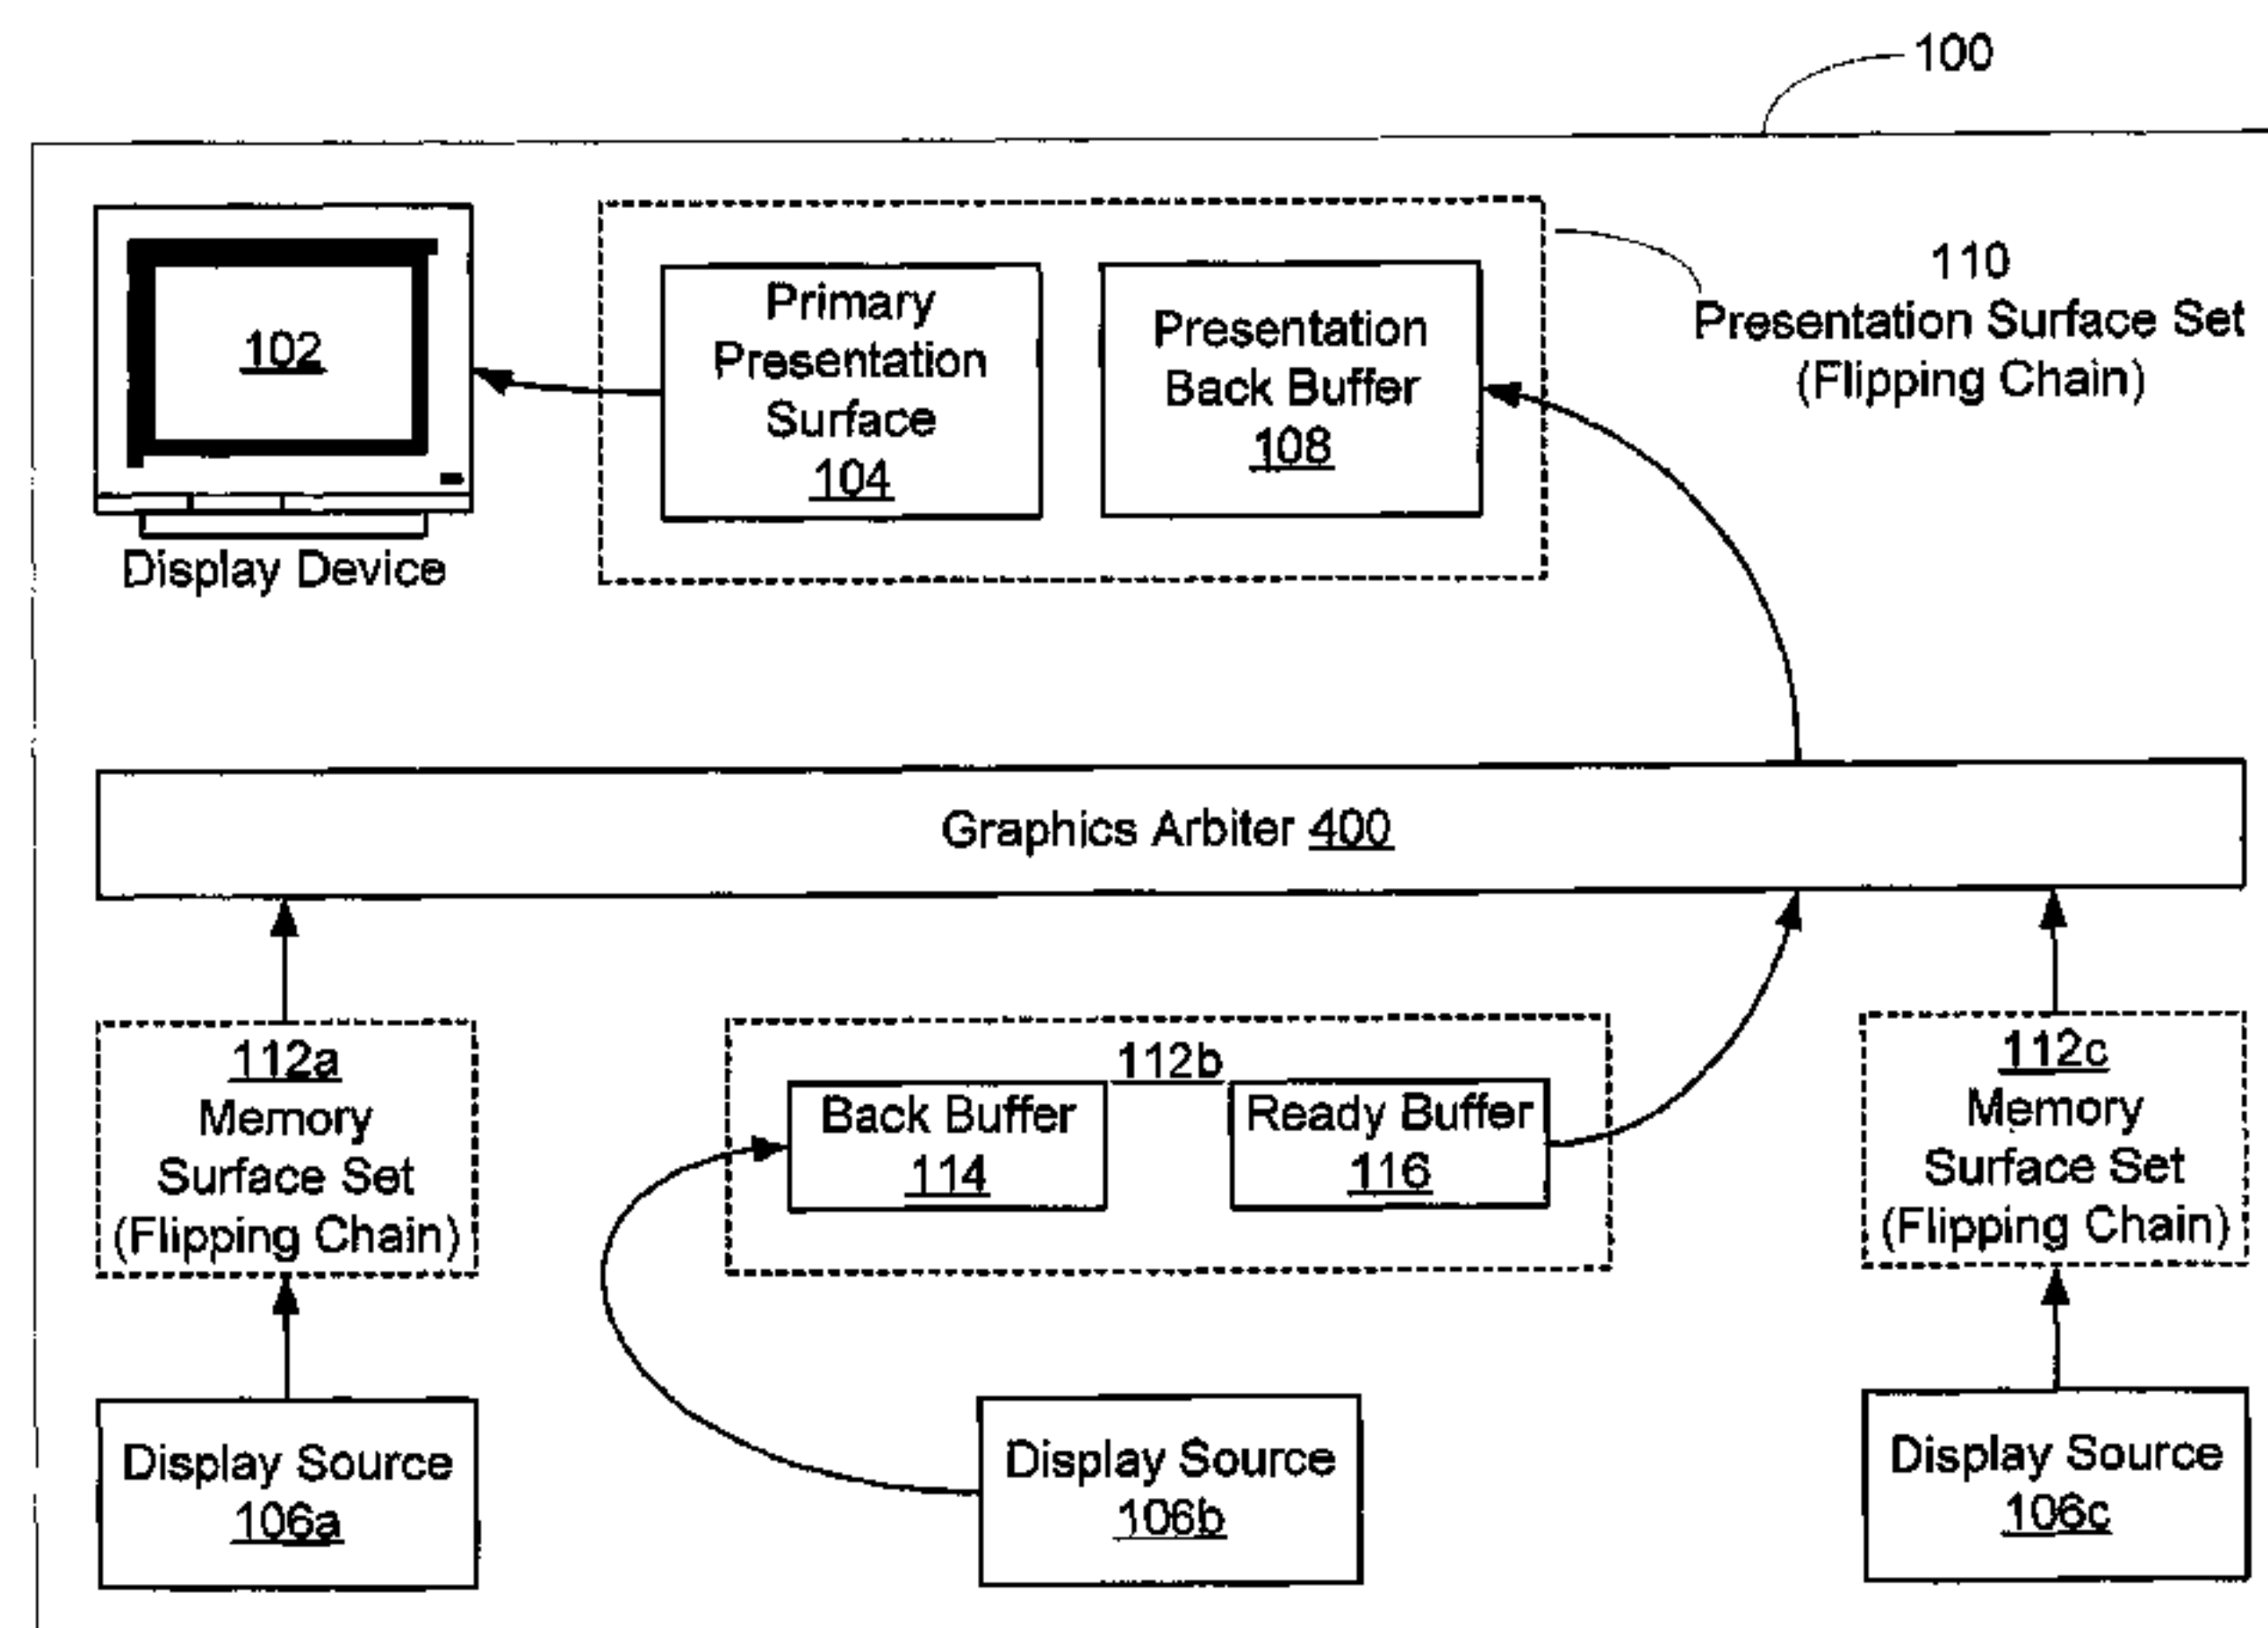 100
102
Display Device
Primary
Presentation
Surface
104
Presentation
Back Buffer
108
110
Presentation Surface Set
(Flipping Chain)
Graphics Arbiter 400
112a
Memory
Surface Set
(Flipping Chain)
112b
Back Buffer
114
Ready Buffer
116
112c
Memory
Surface Set
(Flipping Chain)
Display Source
106a
Display Source
106b
Display Source
106c